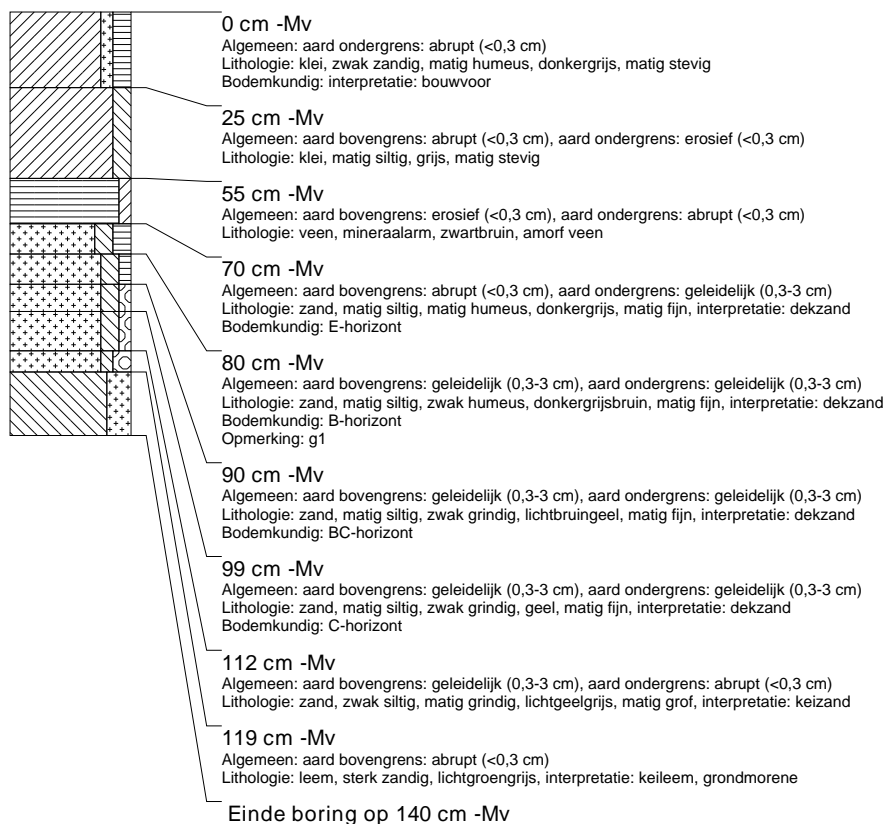 0 cm -Mv
Algemeen: aard ondergrens: abrupt (<0,3 cm)
Lithologie: klei, zwak zandig, matig humeus, donkergrijs, matig stevig
Bodemkundig: interpretatie: bouwvoor
25 cm -Mv
Algemeen: aard bovengrens: abrupt (<0,3 cm), aard ondergrens: erosief (<0,3 cm)
Lithologie: klei, matig siltig, grijs, matig stevig
55 cm -Mv
Algemeen: aard bovengrens: erosief (<0,3 cm), aard ondergrens: abrupt (<0,3 cm)
Lithologie: veen, mineraalarm, zwartbruin, amorf veen
70 cm -Mv
Algemeen: aard bovengrens: abrupt (<0,3 cm), aard ondergrens: geleidelijk (0,3-3 cm)
Lithologie: zand, matig siltig, matig humeus, donkergrijs, matig fijn, interpretatie: dekzand
Bodemkundig: E-horizont
80 cm -Mv
Algemeen: aard bovengrens: geleidelijk (0,3-3 cm), aard ondergrens: geleidelijk (0,3-3 cm)
Lithologie: zand, matig siltig, zwak humeus, donkergrijsbruin, matig fijn, interpretatie: dekzand
Bodemkundig: B-horizont
Opmerking: g1
90 cm -Mv
Algemeen: aard bovengrens: geleidelijk (0,3-3 cm), aard ondergrens: geleidelijk (0,3-3 cm)
Lithologie: zand, matig siltig, zwak grindig, lichtbruingeel, matig fijn, interpretatie: dekzand
Bodemkundig: BC-horizont
99 cm -Mv
Algemeen: aard bovengrens: geleidelijk (0,3-3 cm), aard ondergrens: geleidelijk (0,3-3 cm)
Lithologie: zand, matig siltig, zwak grindig, geel, matig fijn, interpretatie: dekzand
Bodemkundig: C-horizont
112 cm -Mv
Algemeen: aard bovengrens: geleidelijk (0,3-3 cm), aard ondergrens: abrupt (<0,3 cm)
Lithologie: zand, zwak siltig, matig grindig, lichtgeelgrijs, matig grof, interpretatie: keizand
119 cm -Mv
Algemeen: aard bovengrens: abrupt (<0,3 cm)
Lithologie: leem, sterk zandig, lichtgroengrijs, interpretatie: keileem, grondmorene
Einde boring op 140 cm -Mv